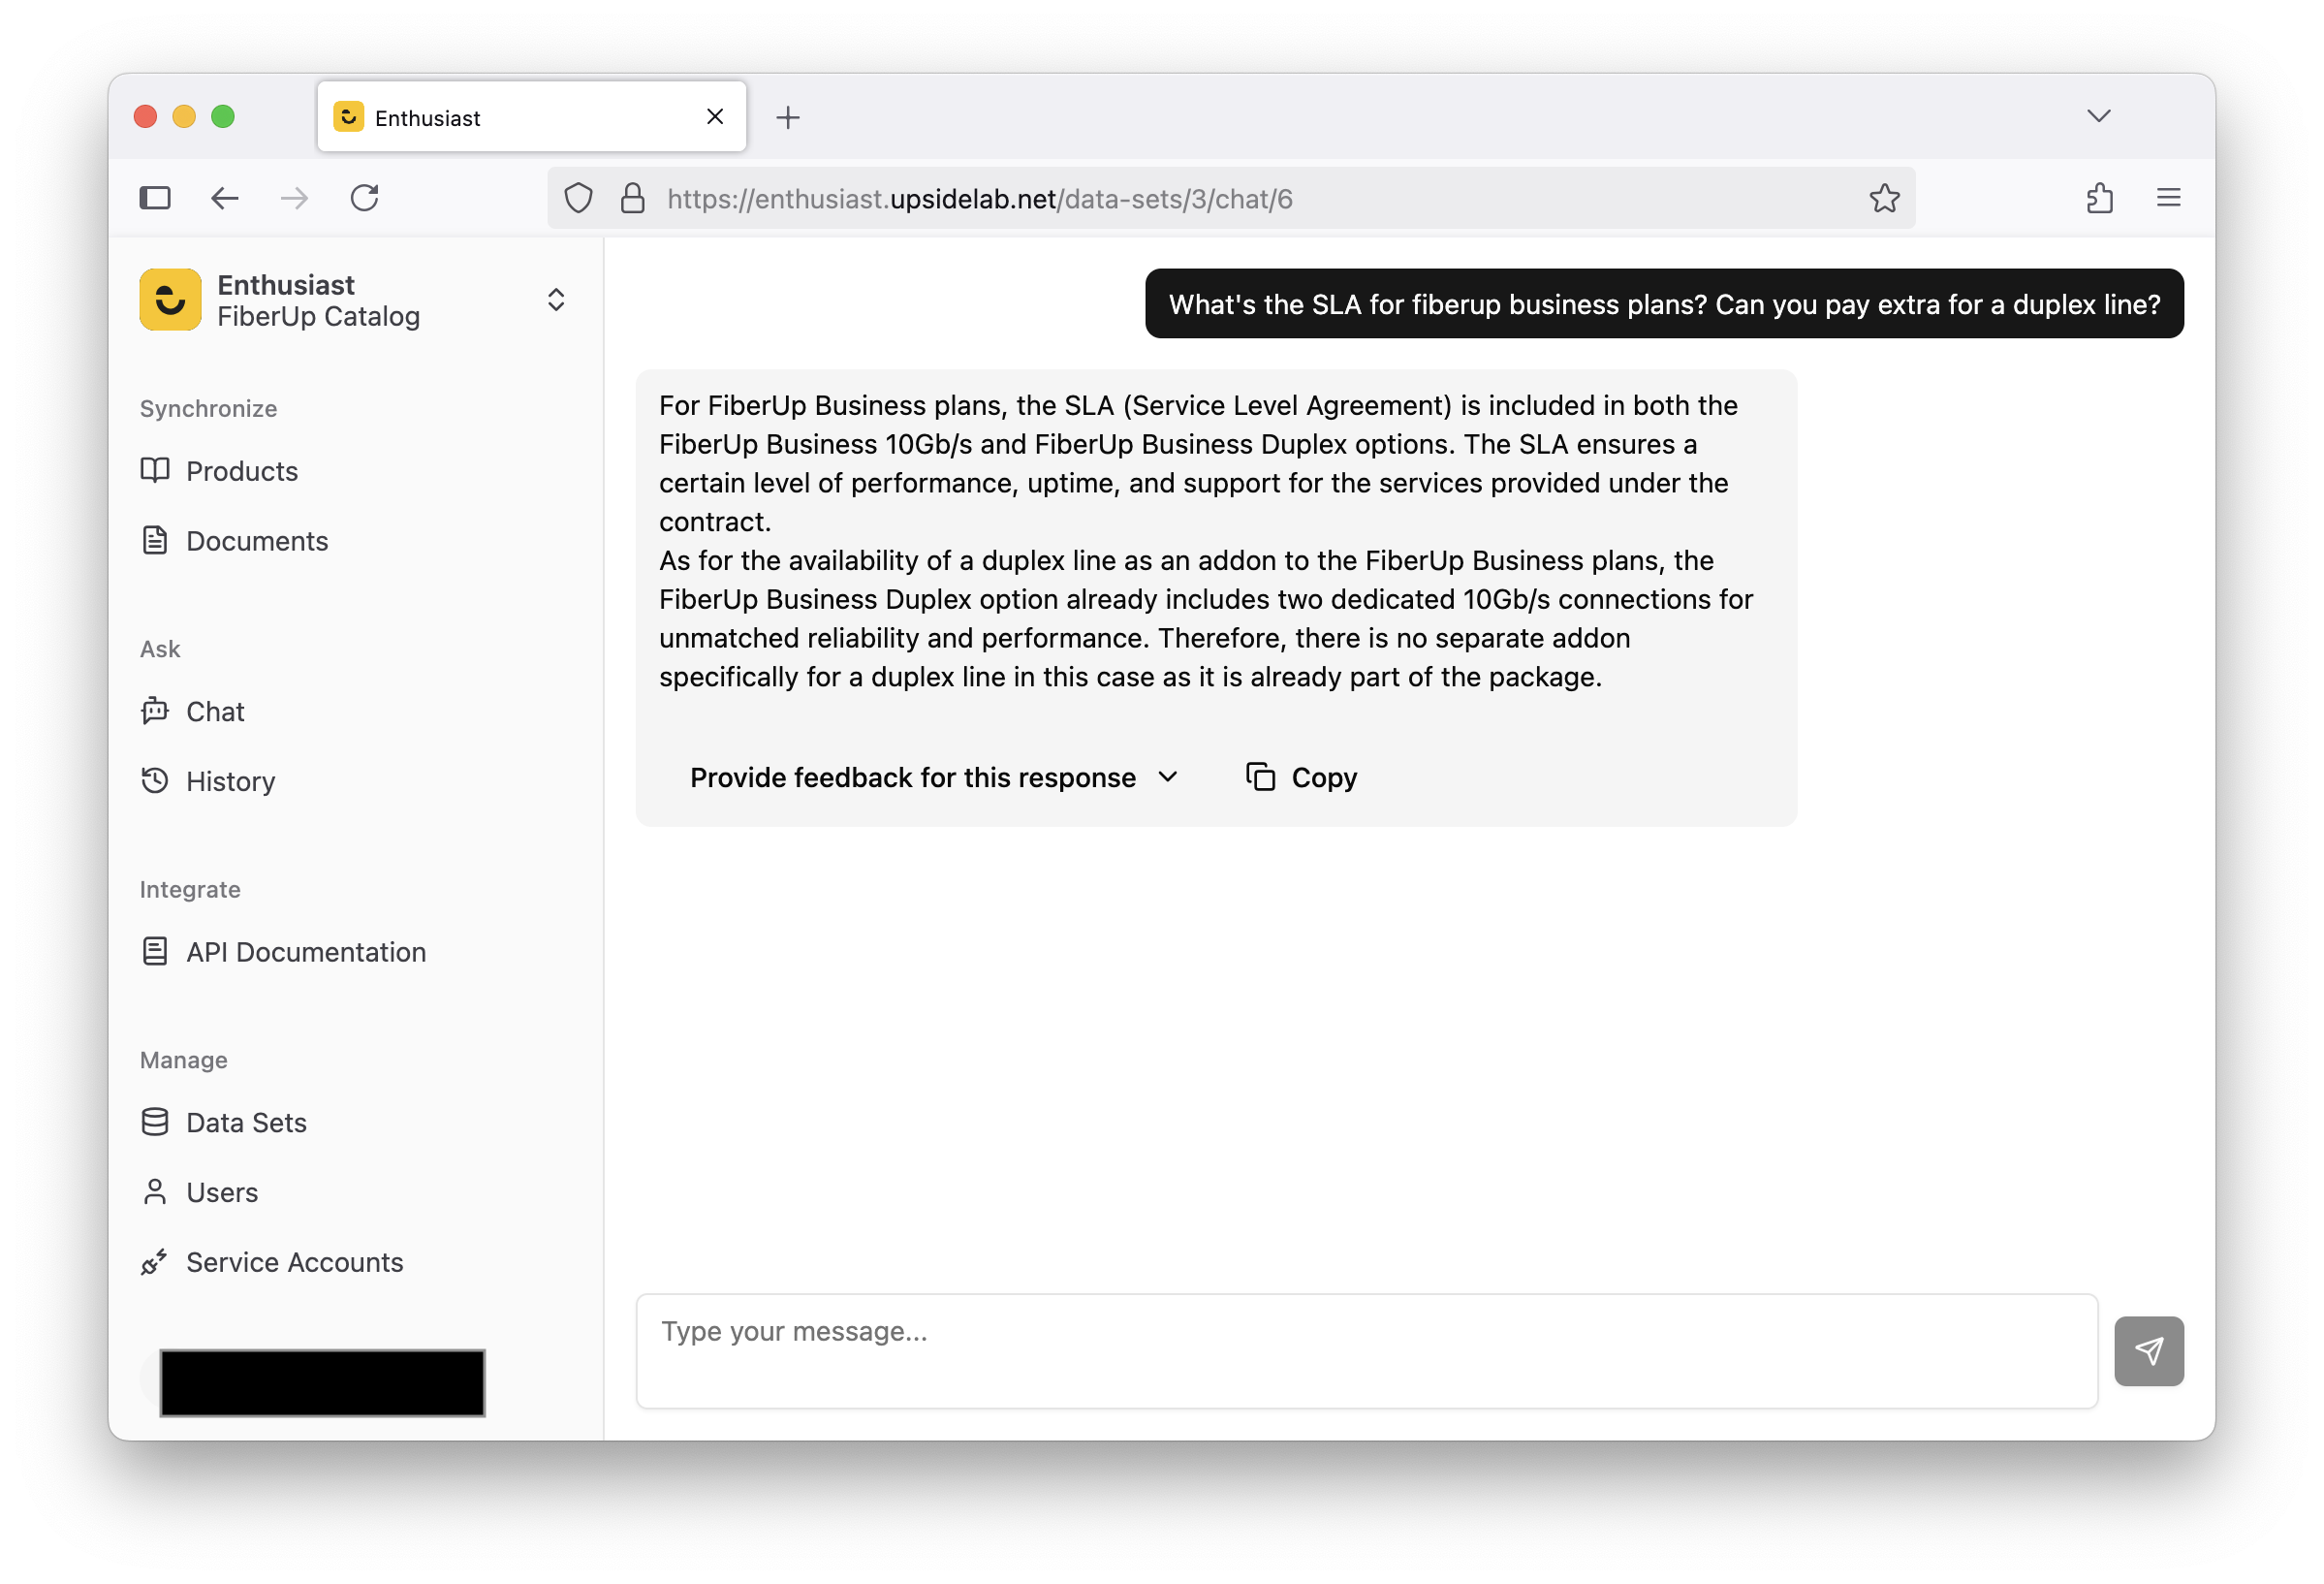 Enthusiast
https://enthusiast.upsidelab.net/data-sets/3/chat/6
Enthusiast
FiberUp Catalog
Synchronize
Products
Documents
Ask
Chat
History
Integrate
API Documentation
Manage
Data Sets
Users
Service Accounts
What's the SLA for fiberup business plans? Can you pay extra for a duplex line?
For FiberUp Business plans, the SLA (Service Level Agreement) is included in both the
FiberUp Business 10Gb/s and FiberUp Business Duplex options. The SLA ensures a
certain level of performance, uptime, and support for the services provided under the
contract.
As for the availability of a duplex line as an addon to the FiberUp Business plans, the
FiberUp Business Duplex option already includes two dedicated 10Gb/s connections for
unmatched reliability and performance. Therefore, there is no separate addon
specifically for a duplex line in this case as it is already part of the package.
Provide feedback for this response
Copy
Type your message...